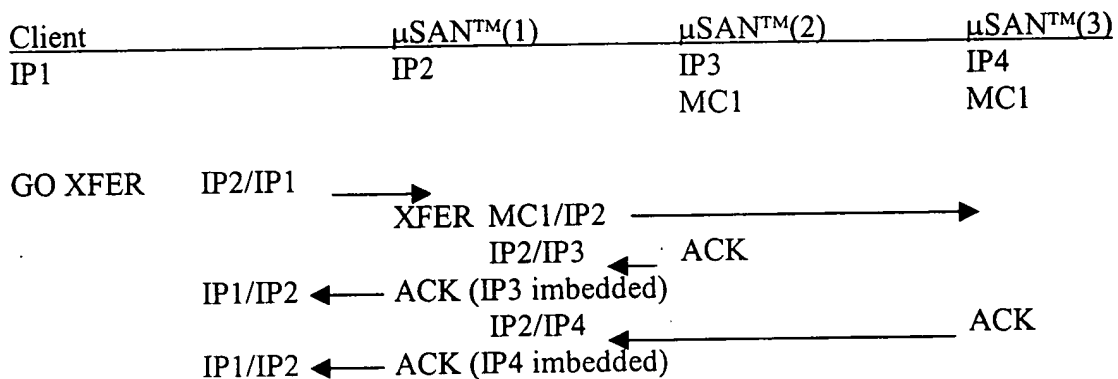 Client µSAN™(1) µSAN™(2) µSAN™(3)
IP1 IP2 IP3 IP4
MC1 MC1
GO XFER IP2/IP1
XFER MC1/IP2
IP2/IP3 ACK
IP1/IP2 ACK (IP3 imbedded)
IP2/IP4 ACK
IP1/IP2 ACK (IP4 imbedded)